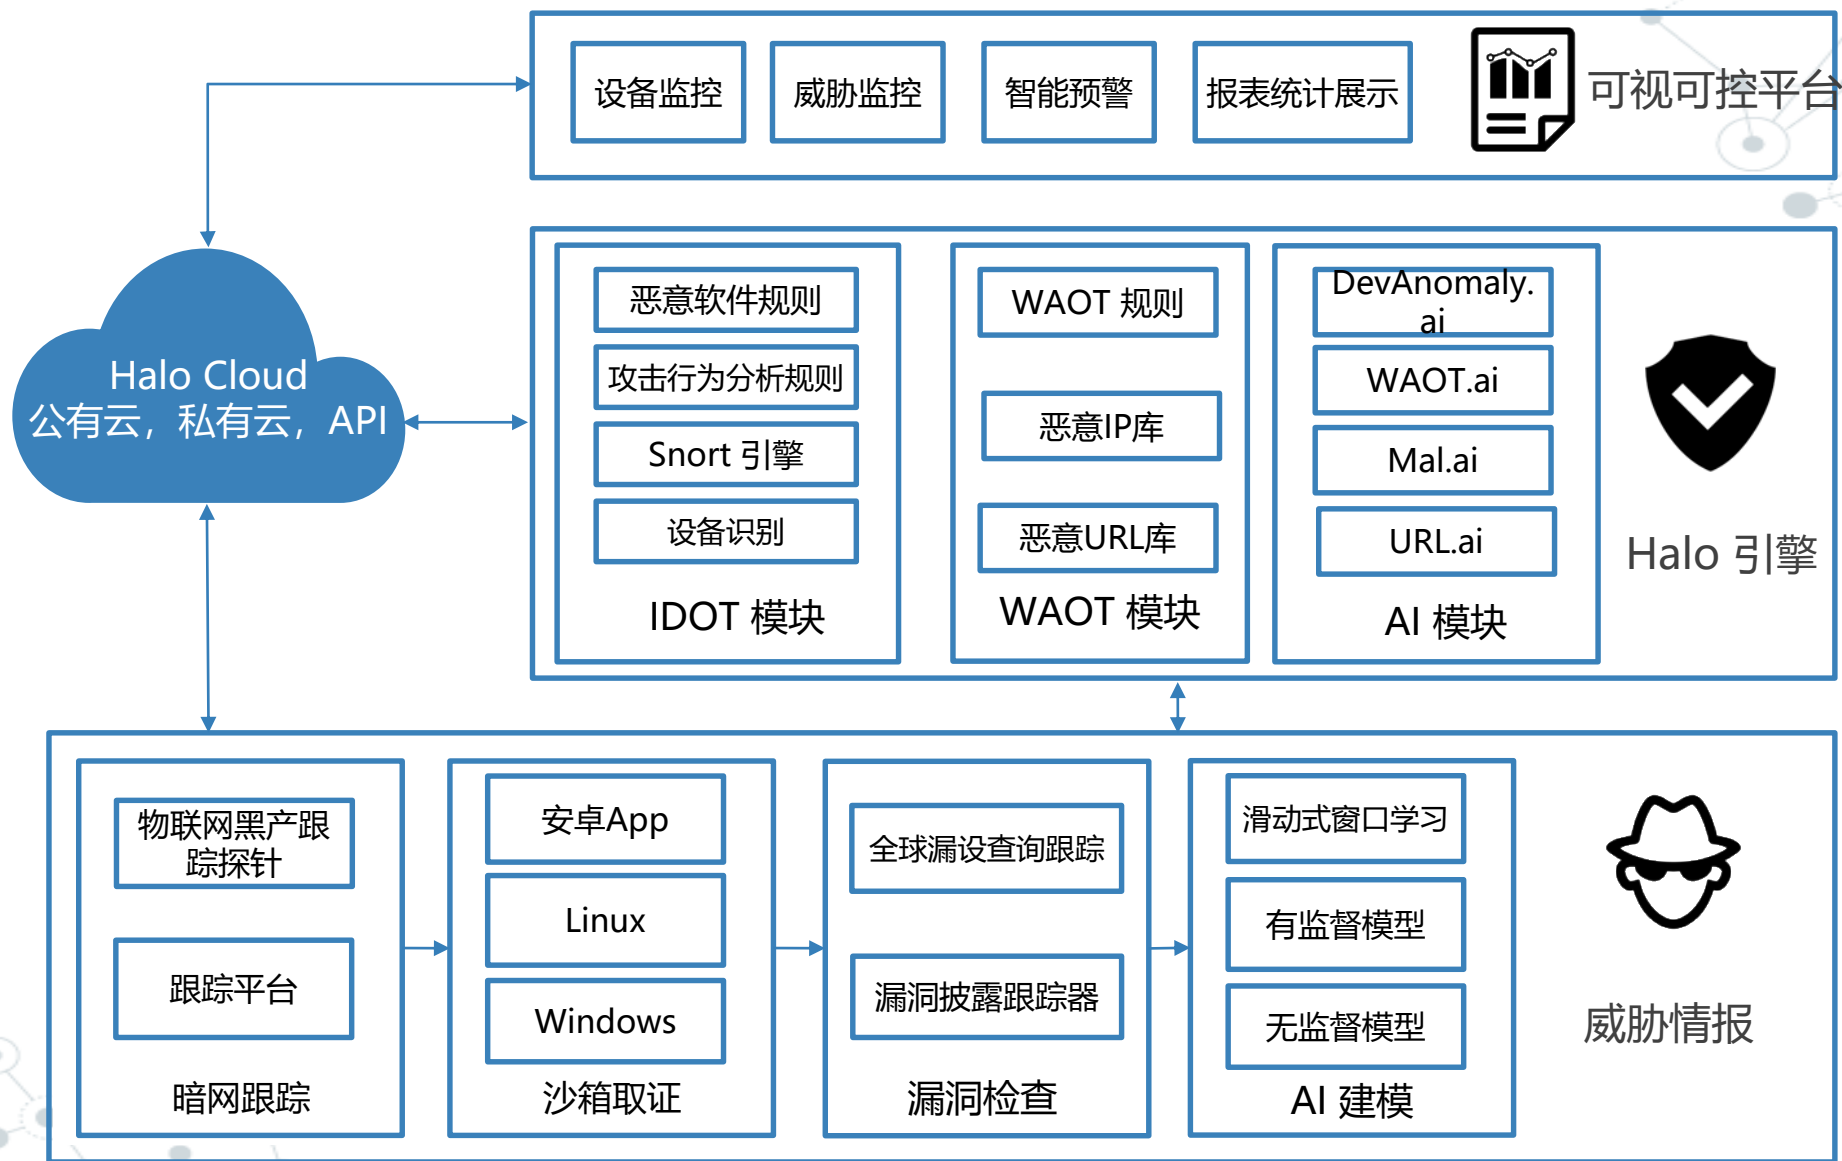 设备监控
威胁监控
智能预警
报表统计展示
可视可控平台
Halo Cloud
公有云，私有云，API
恶意软件规则
攻击行为分析规则
Snort 引擎
设备识别
IDOT 模块
WAOT 规则
恶意IP库
恶意URL库
WAOT 模块
DevAnomaly.
ai
WAOT.ai
Mal.ai
URL.ai
AI 模块
Halo 引擎
物联网黑产跟
踪探针
跟踪平台
暗网跟踪
安卓App
Linux
Windows
沙箱取证
全球漏设查询跟踪
漏洞披露跟踪器
漏洞检查
滑动式窗口学习
有监督模型
无监督模型
AI 建模
威胁情报